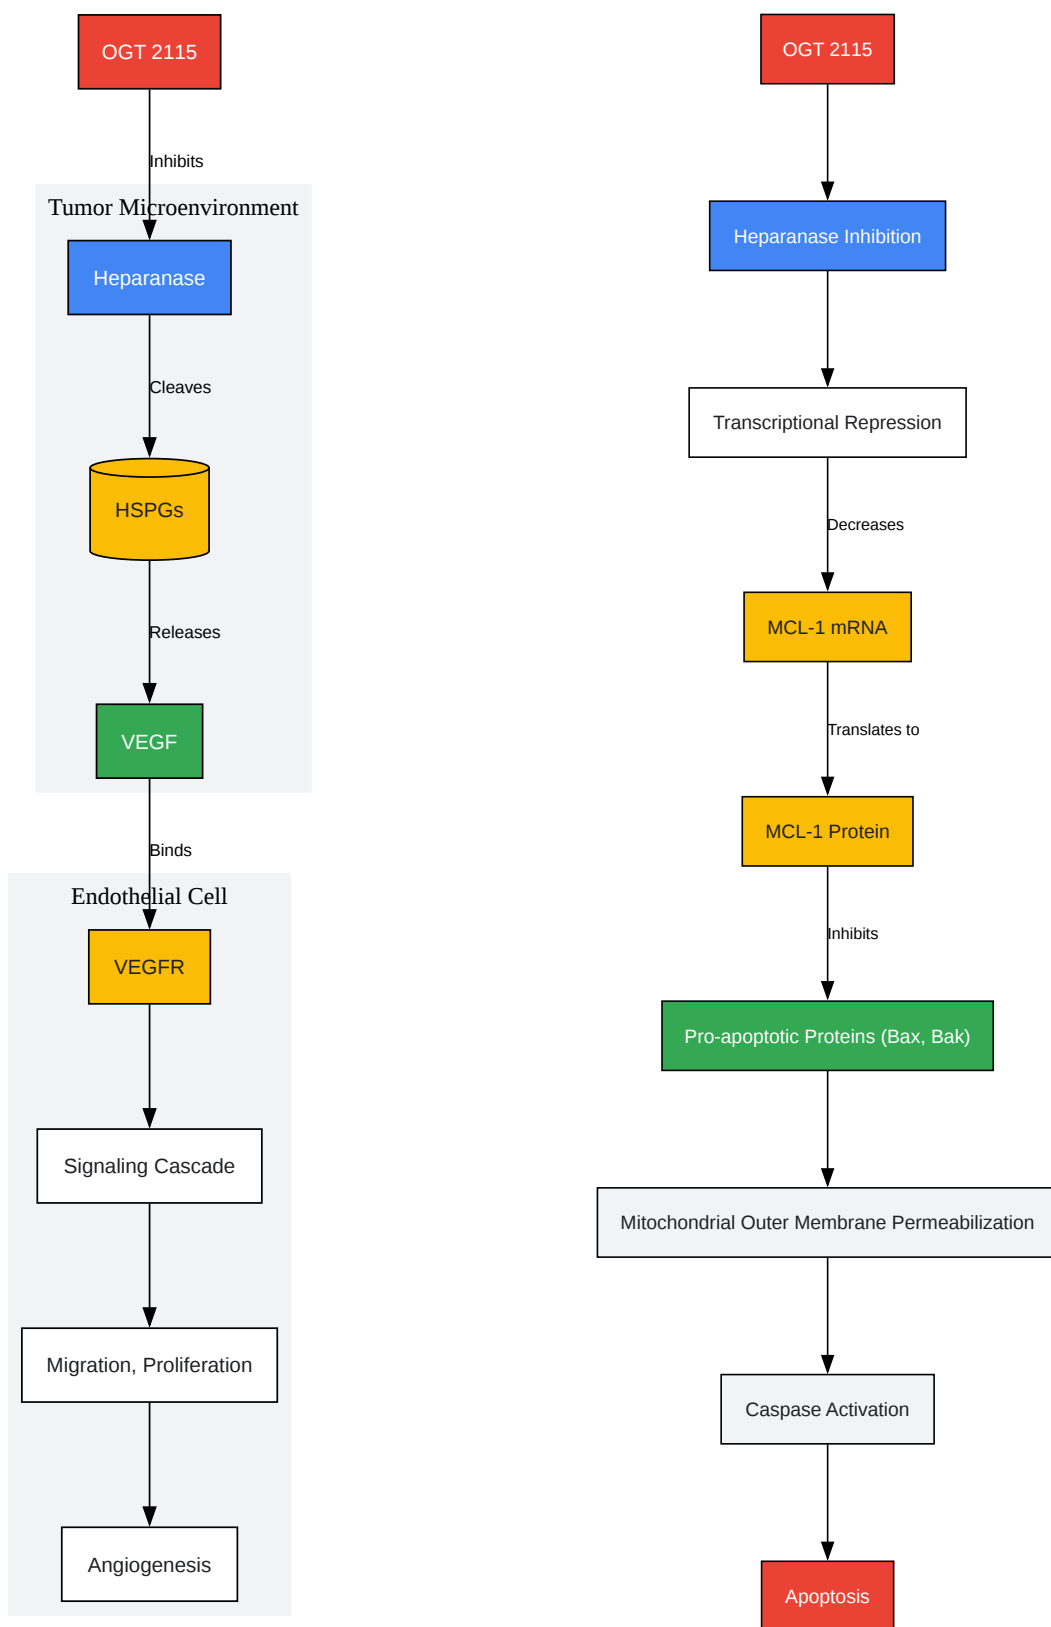 OGT 2115
Inhibits
Tumor Microenvironment
Heparanase
Cleaves
HSPGs
Releases
VEGF
Binds
Endothelial Cell
VEGFR
Signaling Cascade
Migration, Proliferation
Angiogenesis
OGT 2115
Heparanase Inhibition
Transcriptional Repression
Decreases
MCL-1 mRNA
Translates to
MCL-1 Protein
Inhibits
Pro-apoptotic Proteins (Bax, Bak)
Mitochondrial Outer Membrane Permeabilization
Caspase Activation
Apoptosis